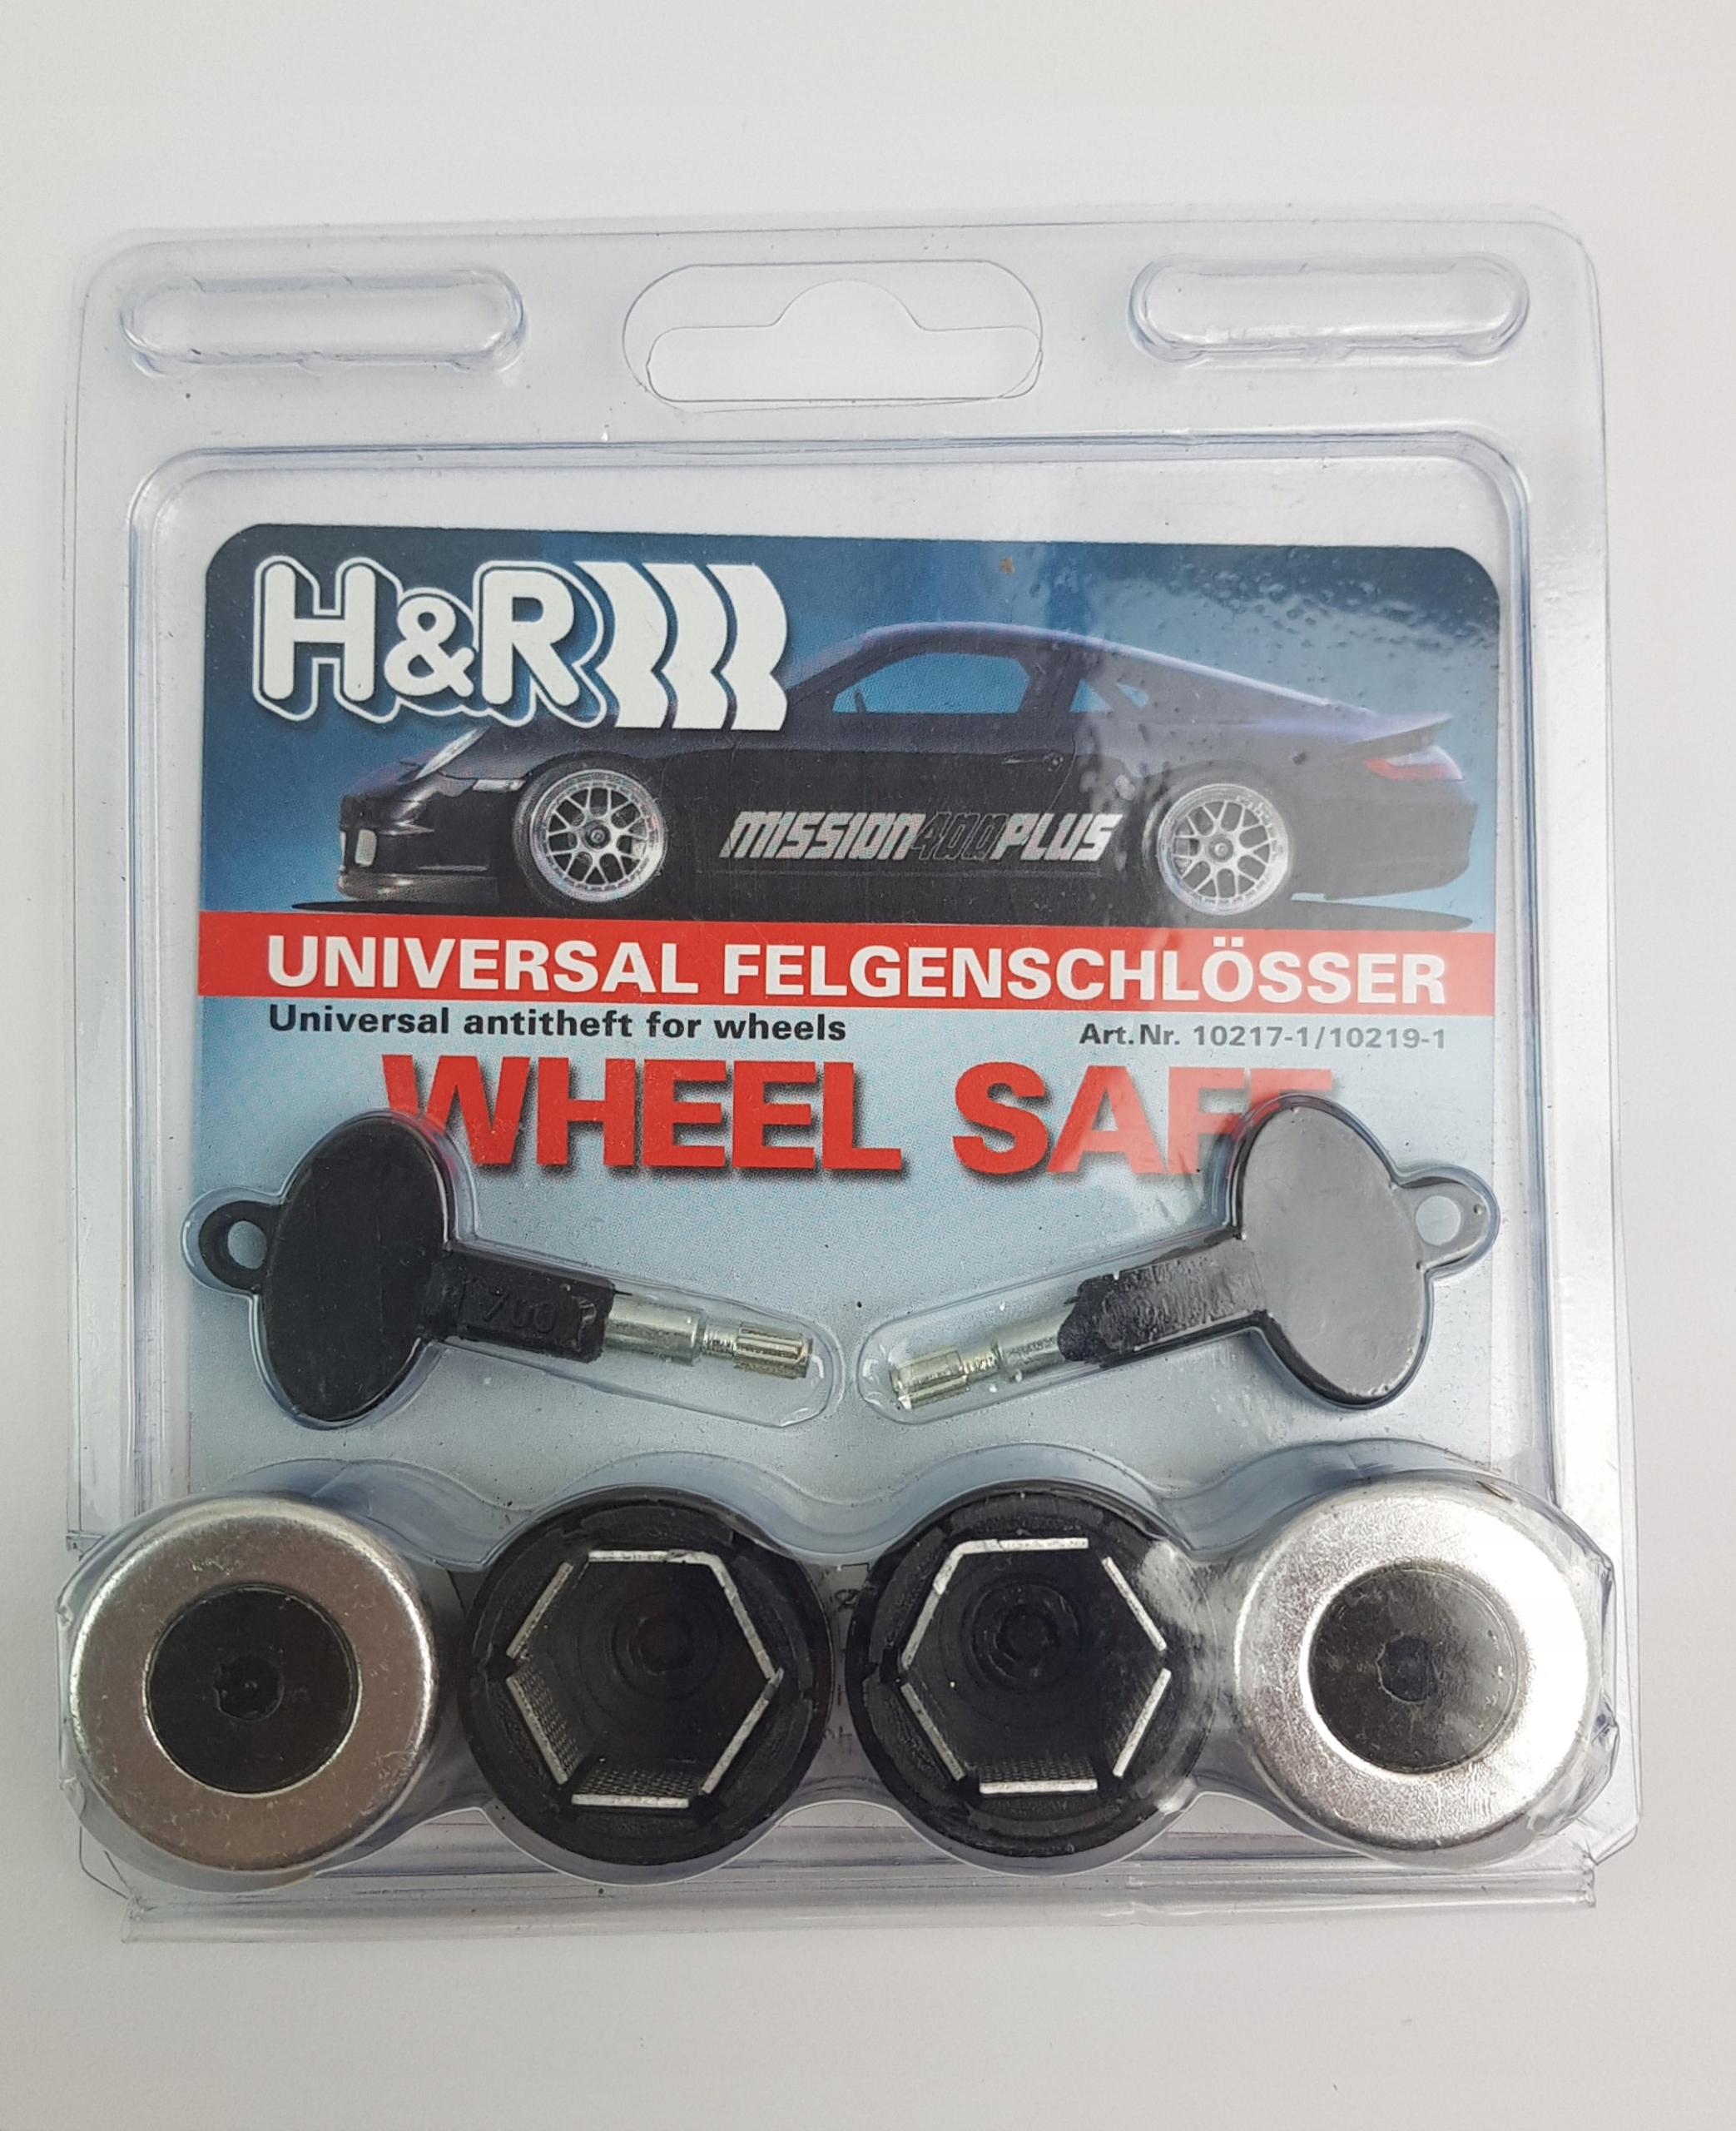 H&R
MISSION400PLUS
UNIVERSAL FELGENSCHLÖSSER
Universal antitheft for wheels
Art.Nr. 10217-1/10219-1
WHEEL SAFE